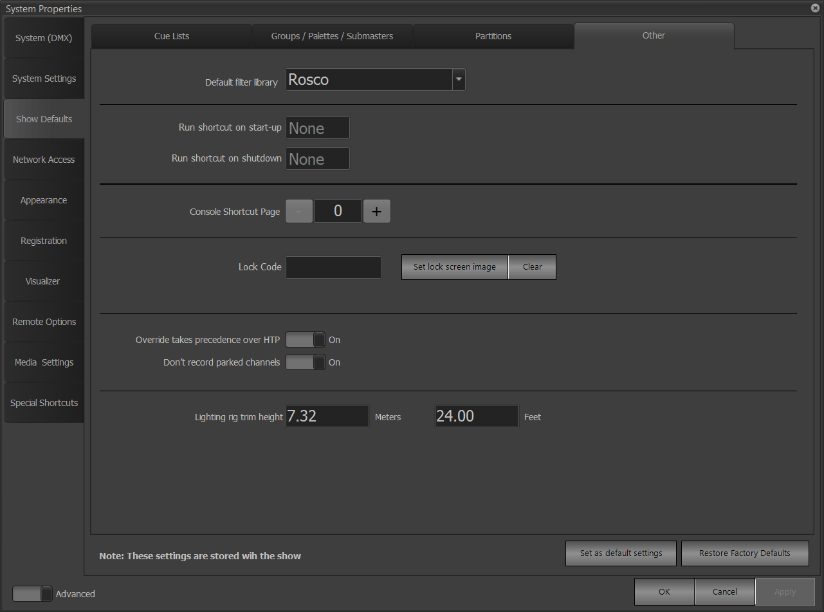 System Properties
System (DMX)
System Settings
Show Defaults
Network Access
Appearance
Registration
Visualizer
Remote Options
Media Settings
Special Shortcuts
Cue Lists
Groups / Palettes / Submasters
Partitions
Other
Default filter library Rosco
Run shortcut on start-up None
Run shortcut on shutdown None
Console Shortcut Page - 0 +
Lock Code Set lock screen image Clear
Override takes precedence over HTP On
Don't record parked channels On
Lighting rig trim height 7.32 Meters 24.00 Feet
Note: These settings are stored wih the show
Set as default settings Restore Factory Defaults
Advanced
OK Cancel Apply